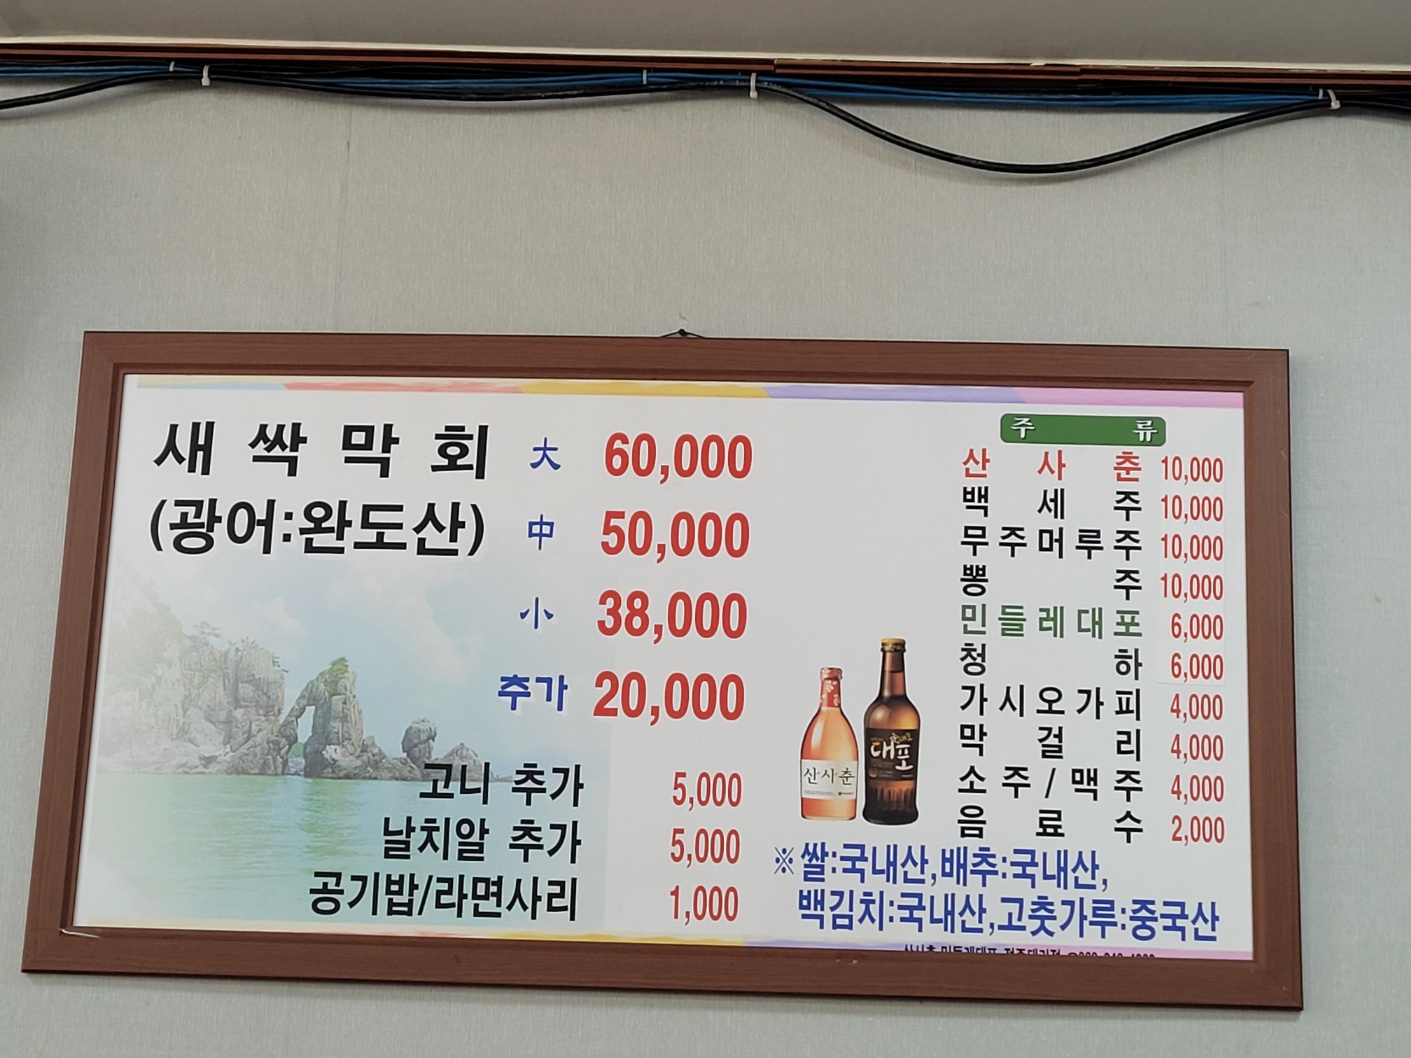 새싹막회 大 60,000
(광어:완도산) 中 50,000
小 38,000
추가 20,000
고니 추가 5,000
날치알 추가 5,000
공기밥/라면사리 1,000
주류
산사춘 10,000
백세주 10,000
무주머루주 10,000
뽕주 10,000
민들레대포 6,000
청하 6,000
가시오가피 4,000
막걸리 4,000
소주/맥주 4,000
음료수 2,000
산사춘
대포
※쌀:국내산,배추:국내산,
백김치:국내산,고춧가루:중국산